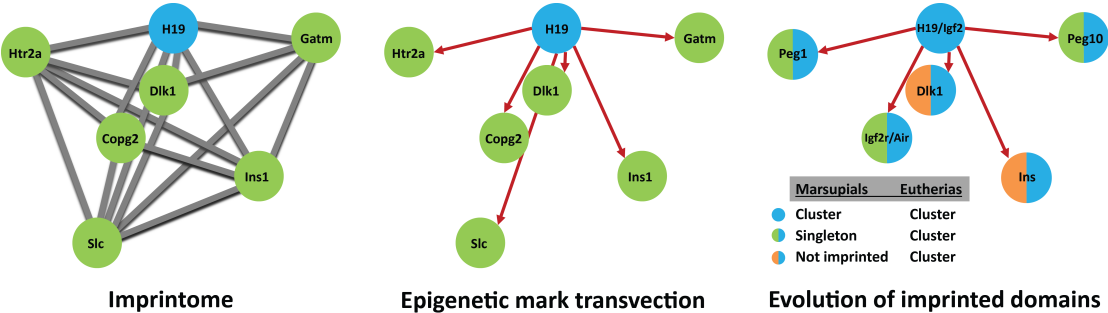 H19
Htr2a
Gatm
Dlk1
Copg2
Ins1
Slc
Imprintome
H19
Htr2a
Gatm
Dlk1
Copg2
Ins1
Slc
Epigenetic mark transvection
H19/Igf2
Peg1
Peg10
Dlk1
Igf2r/Air
Ins
Marsupials Eutherias
Cluster Cluster
Singleton Cluster
Not imprinted Cluster
Evolution of imprinted domains